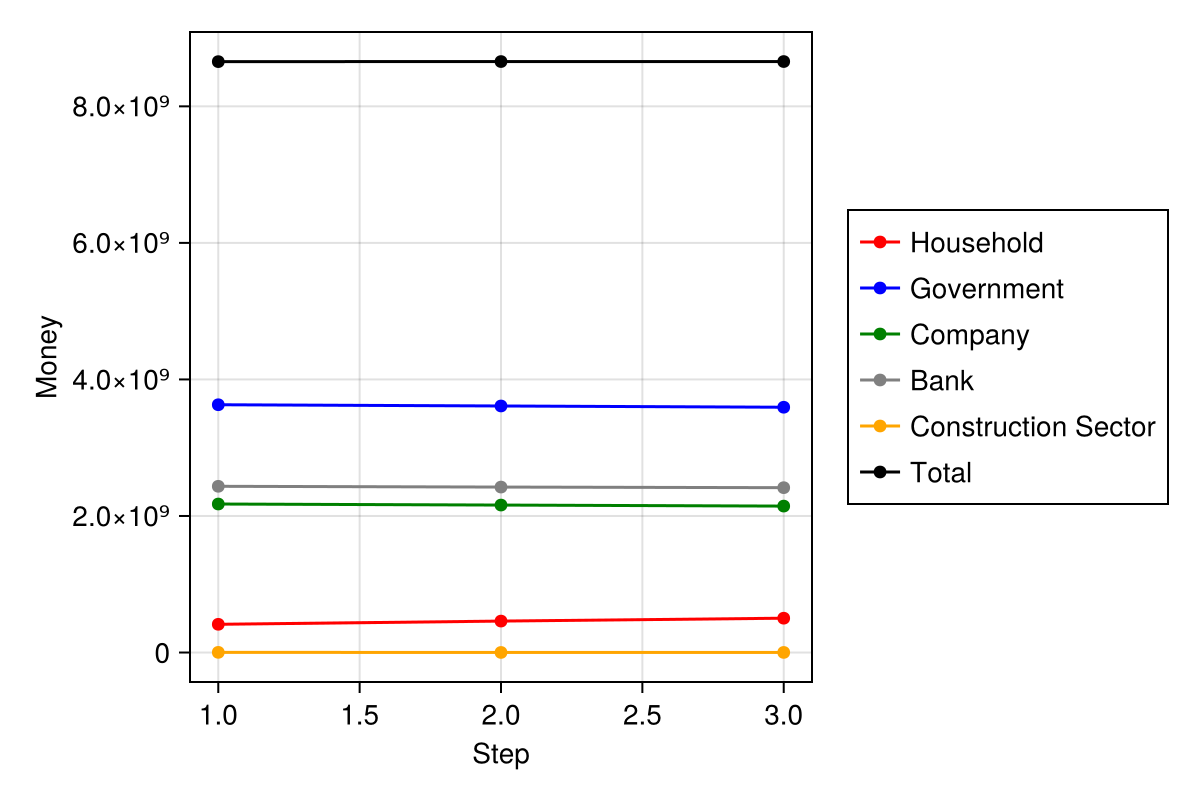 Money
8.0×10⁹
6.0×10⁹
4.0×10⁹
2.0×10⁹
0
1.0 1.5 2.0 2.5 3.0
Step
Household
Government
Company
Bank
Construction Sector
Total